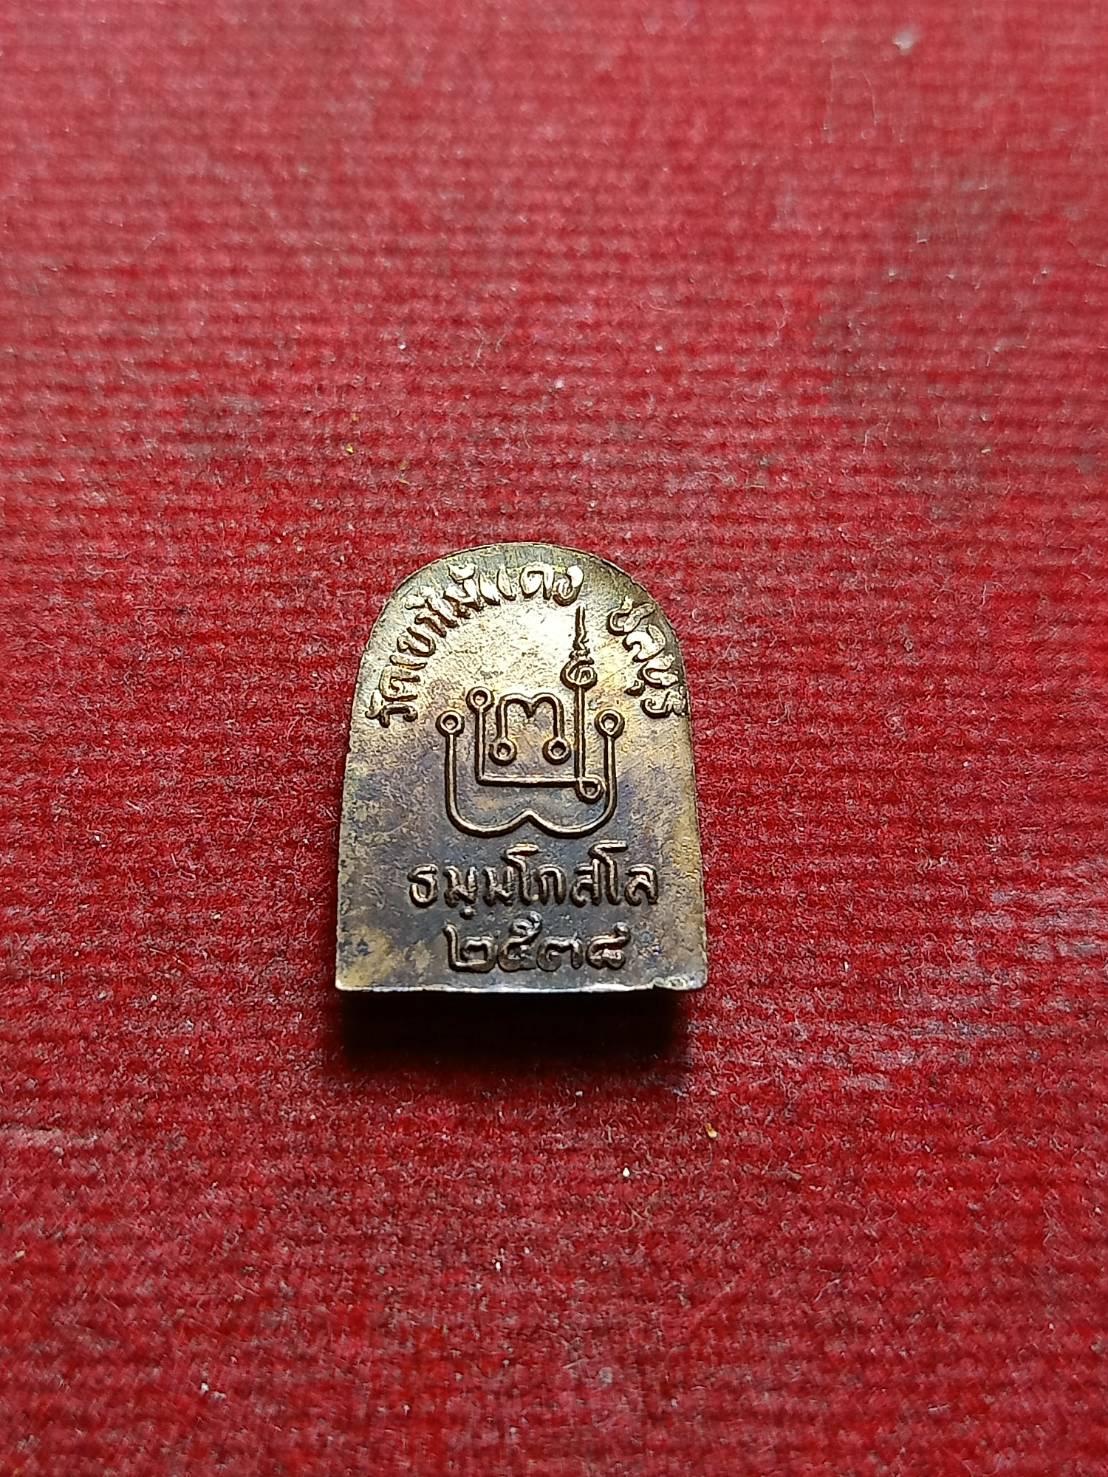 วัดเขาไม้แดง ชลบุรี
ธมฺมโกสโล
๒๕๓๘